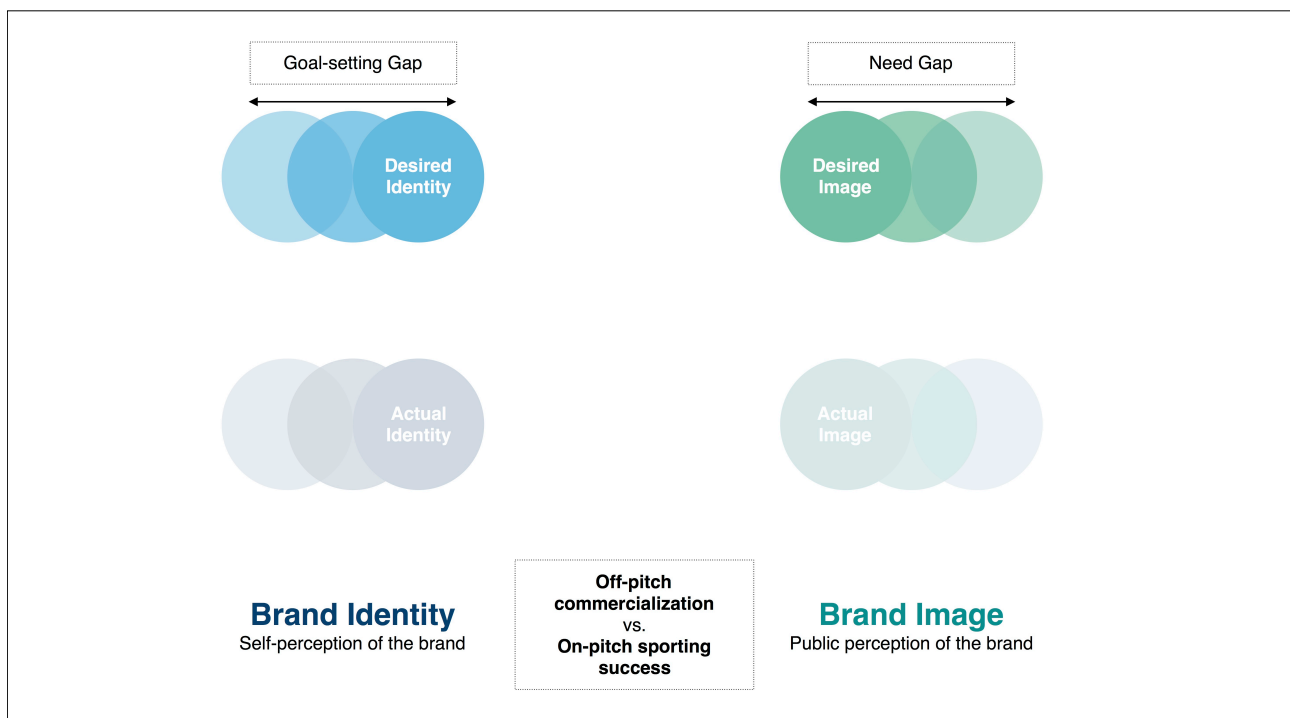 Goal-setting Gap
Need Gap
Desired
Identity
Desired
Image
Actual
Identity
Actual
Image
Brand Identity
Self-perception of the brand
Off-pitch
commercialization
vs.
On-pitch sporting
success
Brand Image
Public perception of the brand